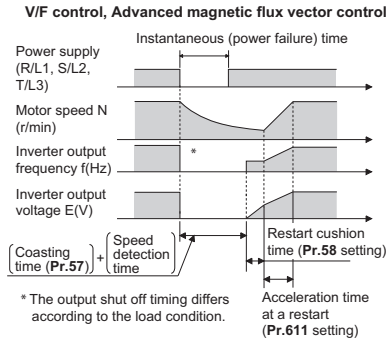 V/F control, Advanced magnetic flux vector control
Instantaneous (power failure) time
Power supply
(R/L1, S/L2,
T/L3)
Motor speed N
(r/min)
Inverter output
frequency f(Hz)
*
Inverter output
voltage E(V)
Coasting
time (Pr.57)
+
Speed
detection
time
Restart cushion
time (Pr.58 setting)
* The output shut off timing differs
according to the load condition.
Acceleration time
at a restart
(Pr.611 setting)